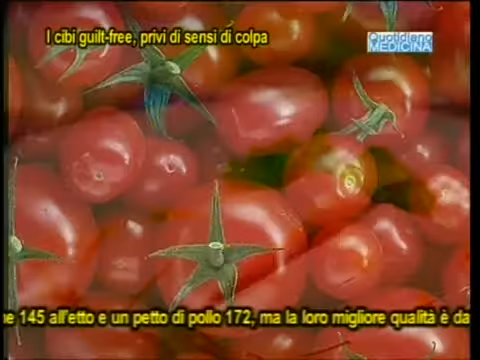 I cibi guilt-free, privi di sensi di colpa
Quotidiano
MEDICINA
ne 145 all'etto e un petto di pollo 172, ma la loro migliore qualità è da